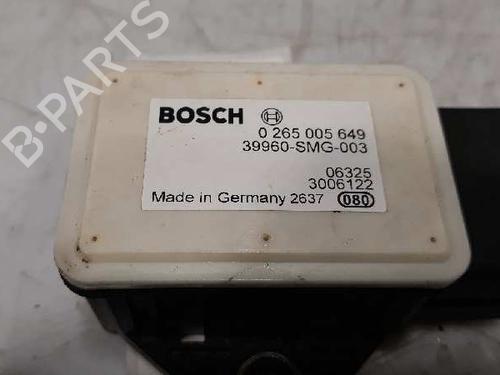 B-PARTS
BOSCH
0 265 005 649
39960-SMG-003
06325
3006122
Made in Germany 2637 080